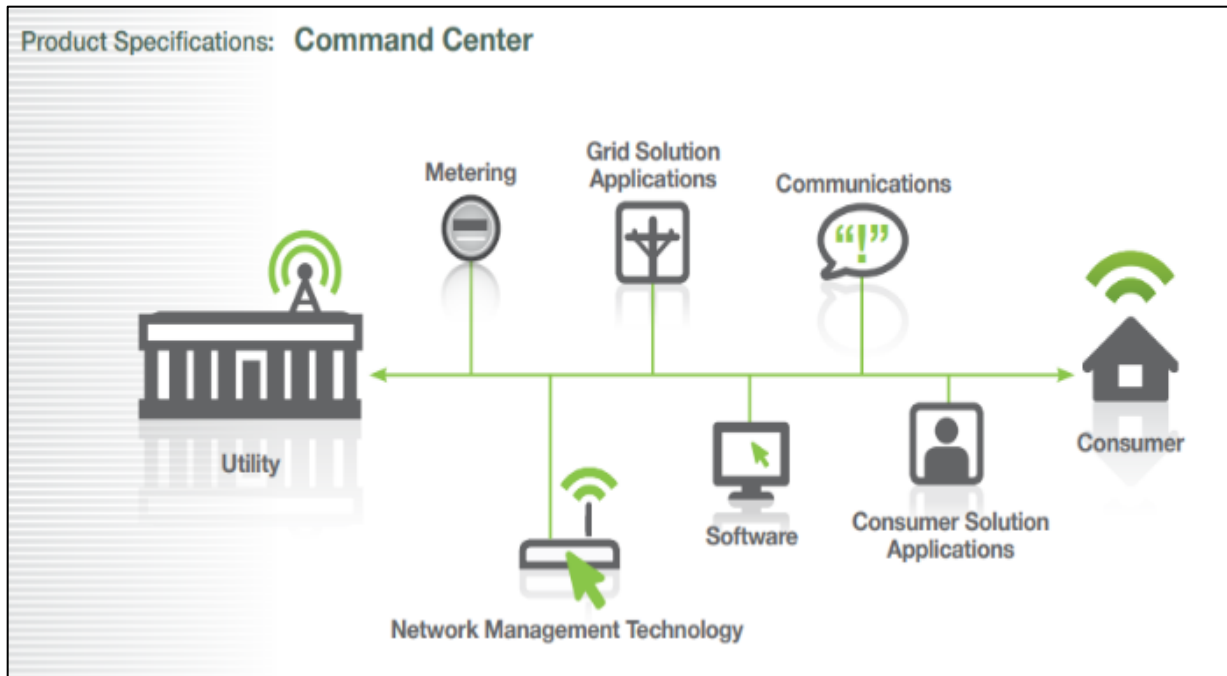 Product Specifications: Command Center
Metering
Grid Solution
Applications
Communications
“!”
Utility
Consumer
Software
Consumer Solution
Applications
Network Management Technology